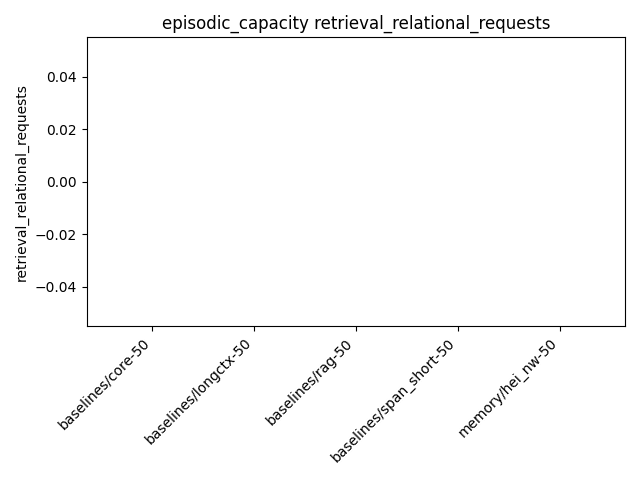 episodic_capacity retrieval_relational_requests
retrieval_relational_requests
0.04
0.02
0.00
−0.02
−0.04
baselines/core-50
baselines/longctx-50
baselines/rag-50
baselines/span_short-50
memory/hei_nw-50